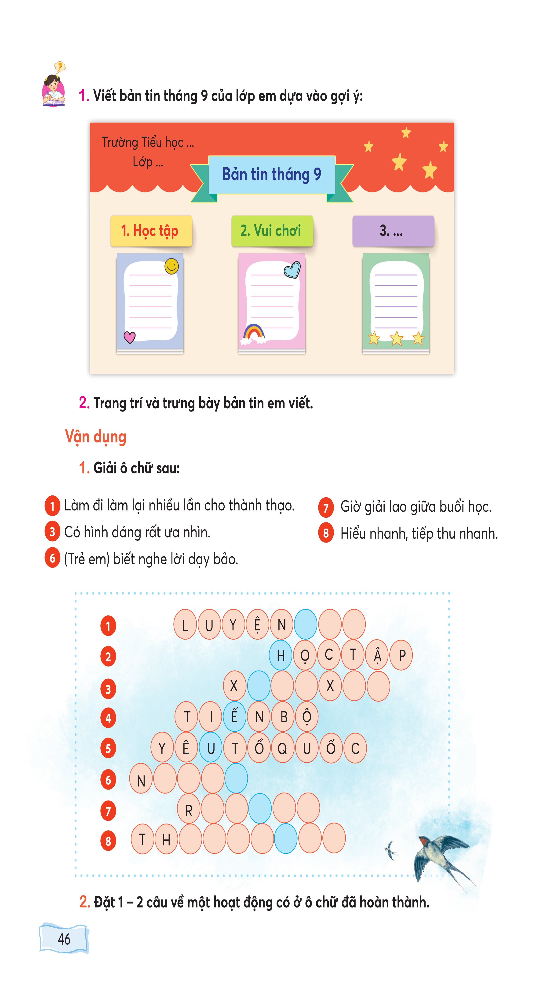 ?
1. Viết bản tin tháng 9 của lớp em dựa vào gợi ý:
Trường Tiểu học ...
Lớp ...
Bản tin tháng 9
1. Học tập
2. Vui chơi
3. ...
2. Trang trí và trưng bày bản tin em viết.
Vận dụng
1. Giải ô chữ sau:
1 Làm đi làm lại nhiều lần cho thành thạo.
3 Có hình dáng rất ưa nhìn.
6 (Trẻ em) biết nghe lời dạy bảo.
7 Giờ giải lao giữa buổi học.
8 Hiểu nhanh, tiếp thu nhanh.
1 L U Y Ệ N
2 H Ọ C T Ậ P
3 X X
4 T I Ế N B Ộ
5 Y Ê U T Ổ Q U Ố C
6 N
7 R
8 T H
2. Đặt 1 – 2 câu về một hoạt động có ở ô chữ đã hoàn thành.
46